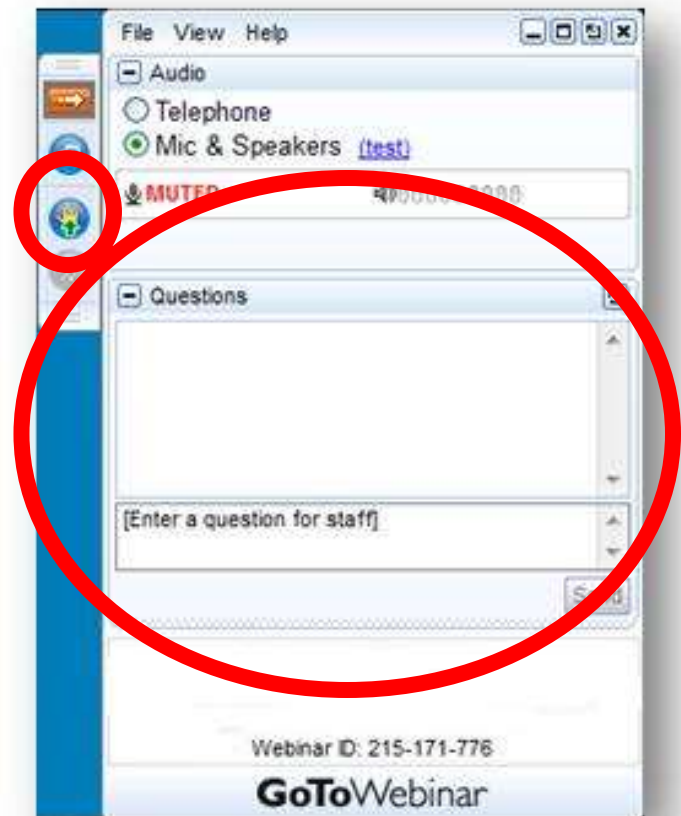 File View Help
Audio
Telephone
Mic & Speakers (test)
MUTED
Questions
[Enter a question for staff]
Send
Webinar ID: 215-171-776
GoToWebinar